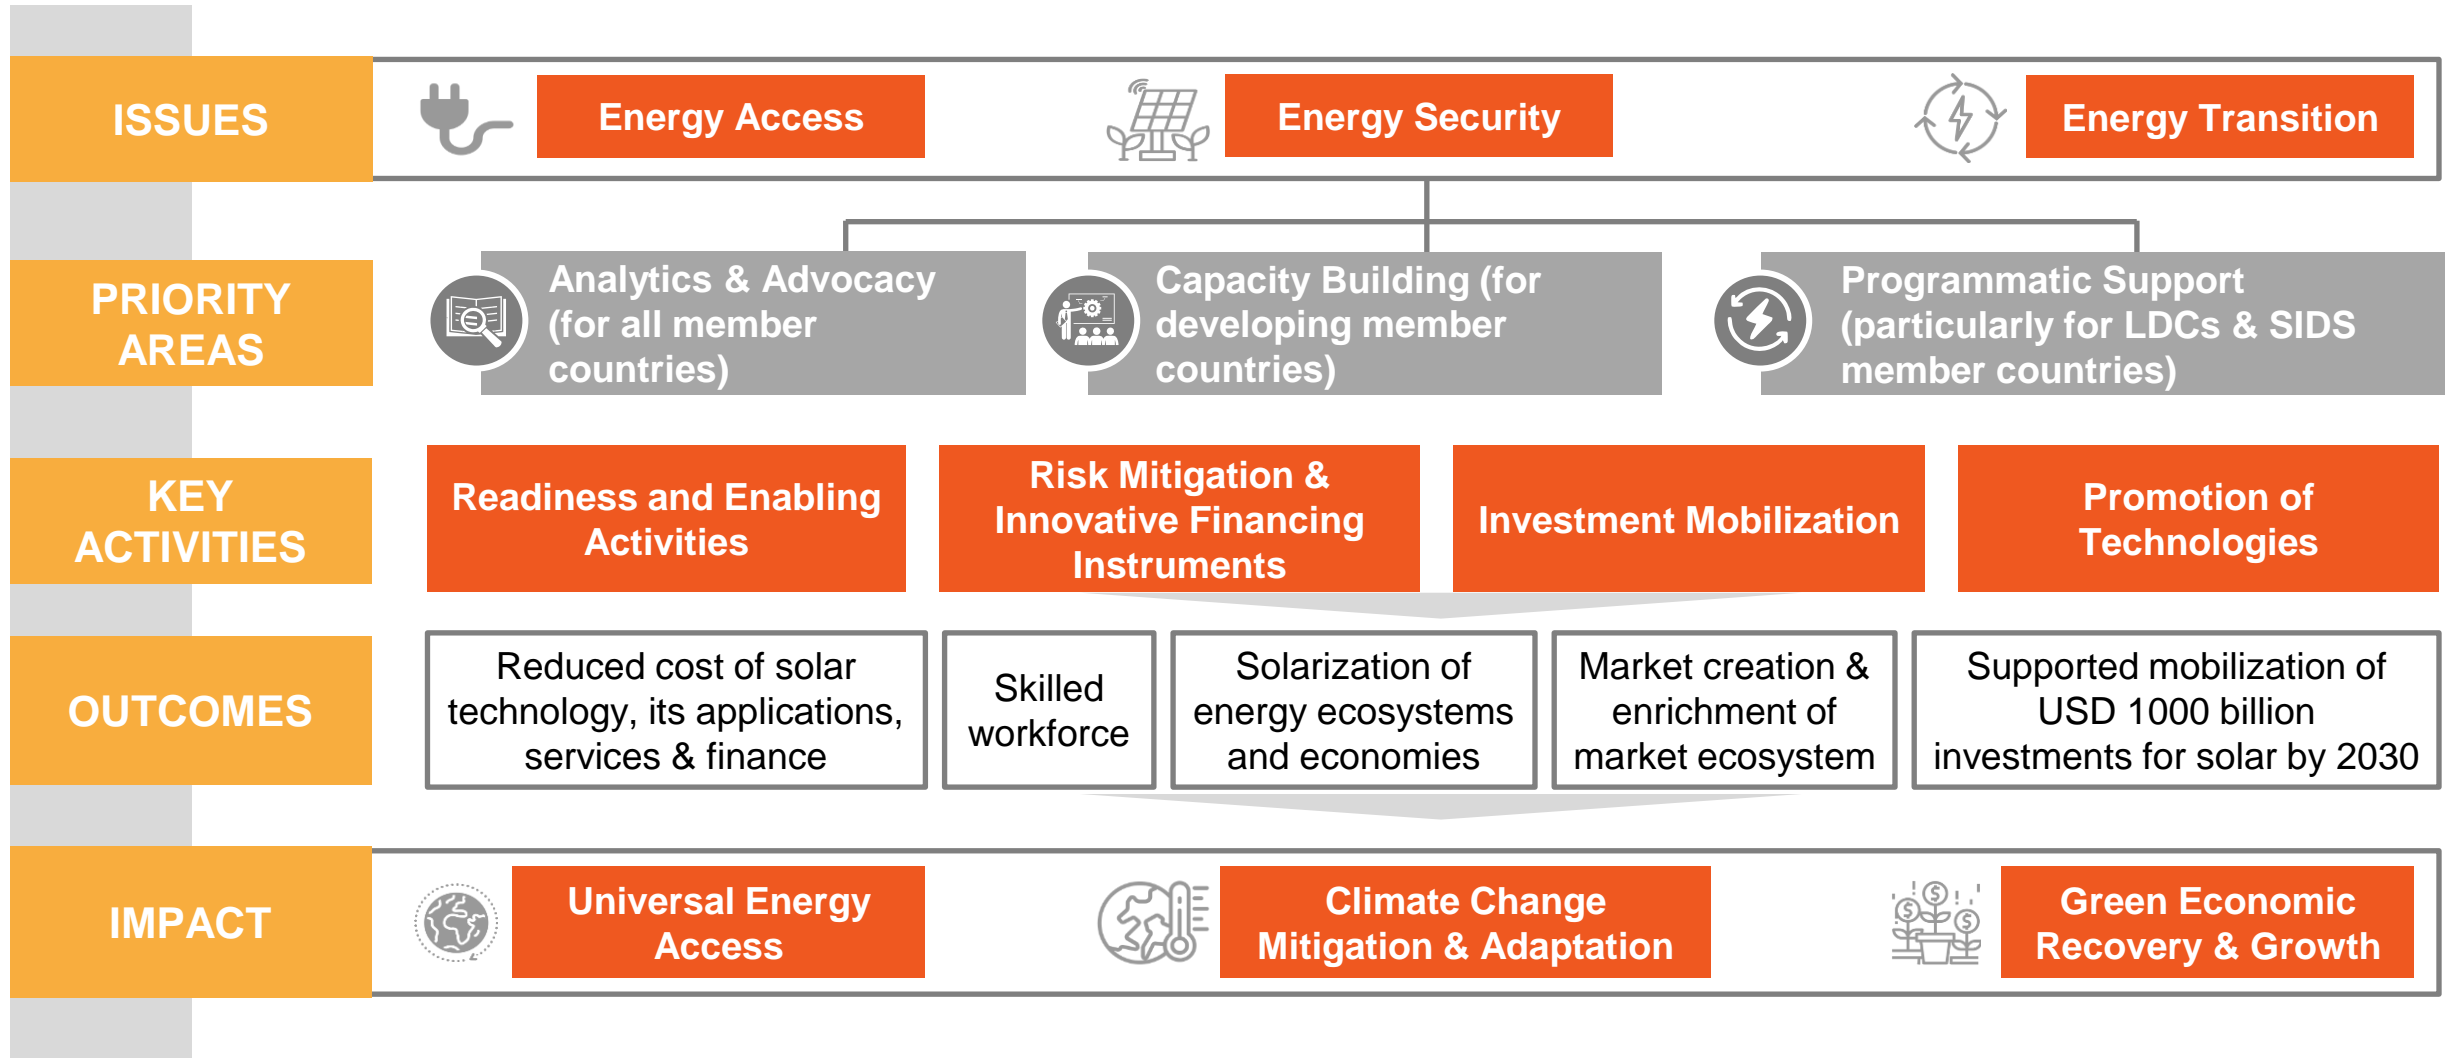 ISSUES
Energy Access
Energy Security
Energy Transition
PRIORITY
AREAS
Analytics & Advocacy
(for all member
countries)
Capacity Building (for
developing member
countries)
Programmatic Support
(particularly for LDCs & SIDS
member countries)
KEY
ACTIVITIES
Readiness and Enabling
Activities
Risk Mitigation &
Innovative Financing
Instruments
Investment Mobilization
Promotion of
Technologies
OUTCOMES
Reduced cost of solar
technology, its applications,
services & finance
Skilled
workforce
Solarization of
energy ecosystems
and economies
Market creation &
enrichment of
market ecosystem
Supported mobilization of
USD 1000 billion
investments for solar by 2030
IMPACT
Universal Energy
Access
Climate Change
Mitigation & Adaptation
Green Economic
Recovery & Growth